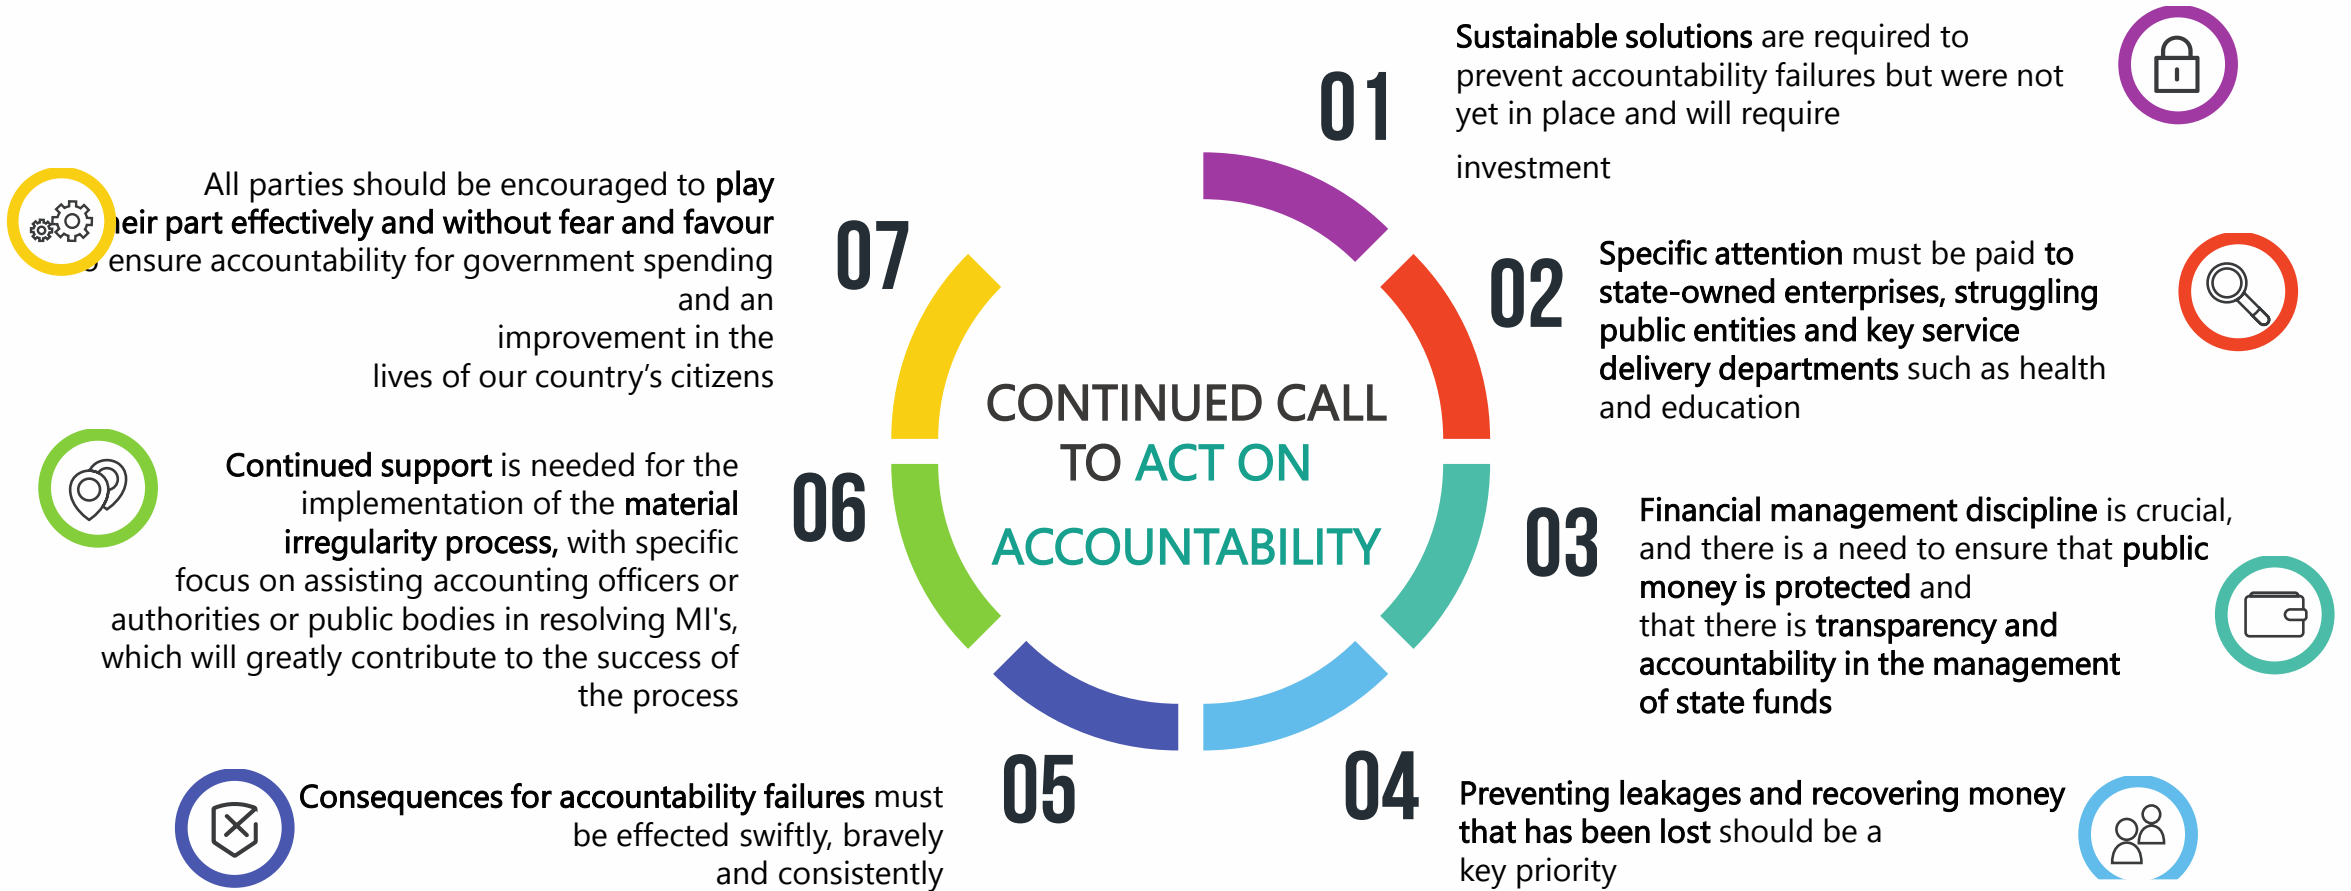 01
Sustainable solutions are required to
prevent accountability failures but were not
yet in place and will require
investment
02
Specific attention must be paid to
state-owned enterprises, struggling
public entities and key service
delivery departments such as health
and education
03
Financial management discipline is crucial,
and there is a need to ensure that public
money is protected and
that there is transparency and
accountability in the management
of state funds
04
Preventing leakages and recovering money
that has been lost should be a
key priority
05
Consequences for accountability failures must
be effected swiftly, bravely
and consistently
06
Continued support is needed for the
implementation of the material
irregularity process, with specific
focus on assisting accounting officers or
authorities or public bodies in resolving MI's,
which will greatly contribute to the success of
the process
07
All parties should be encouraged to play
part effectively and without fear and favour
ensure accountability for government spending
and an
improvement in the
lives of our country’s citizens
CONTINUED CALL
TO ACT ON
ACCOUNTABILITY